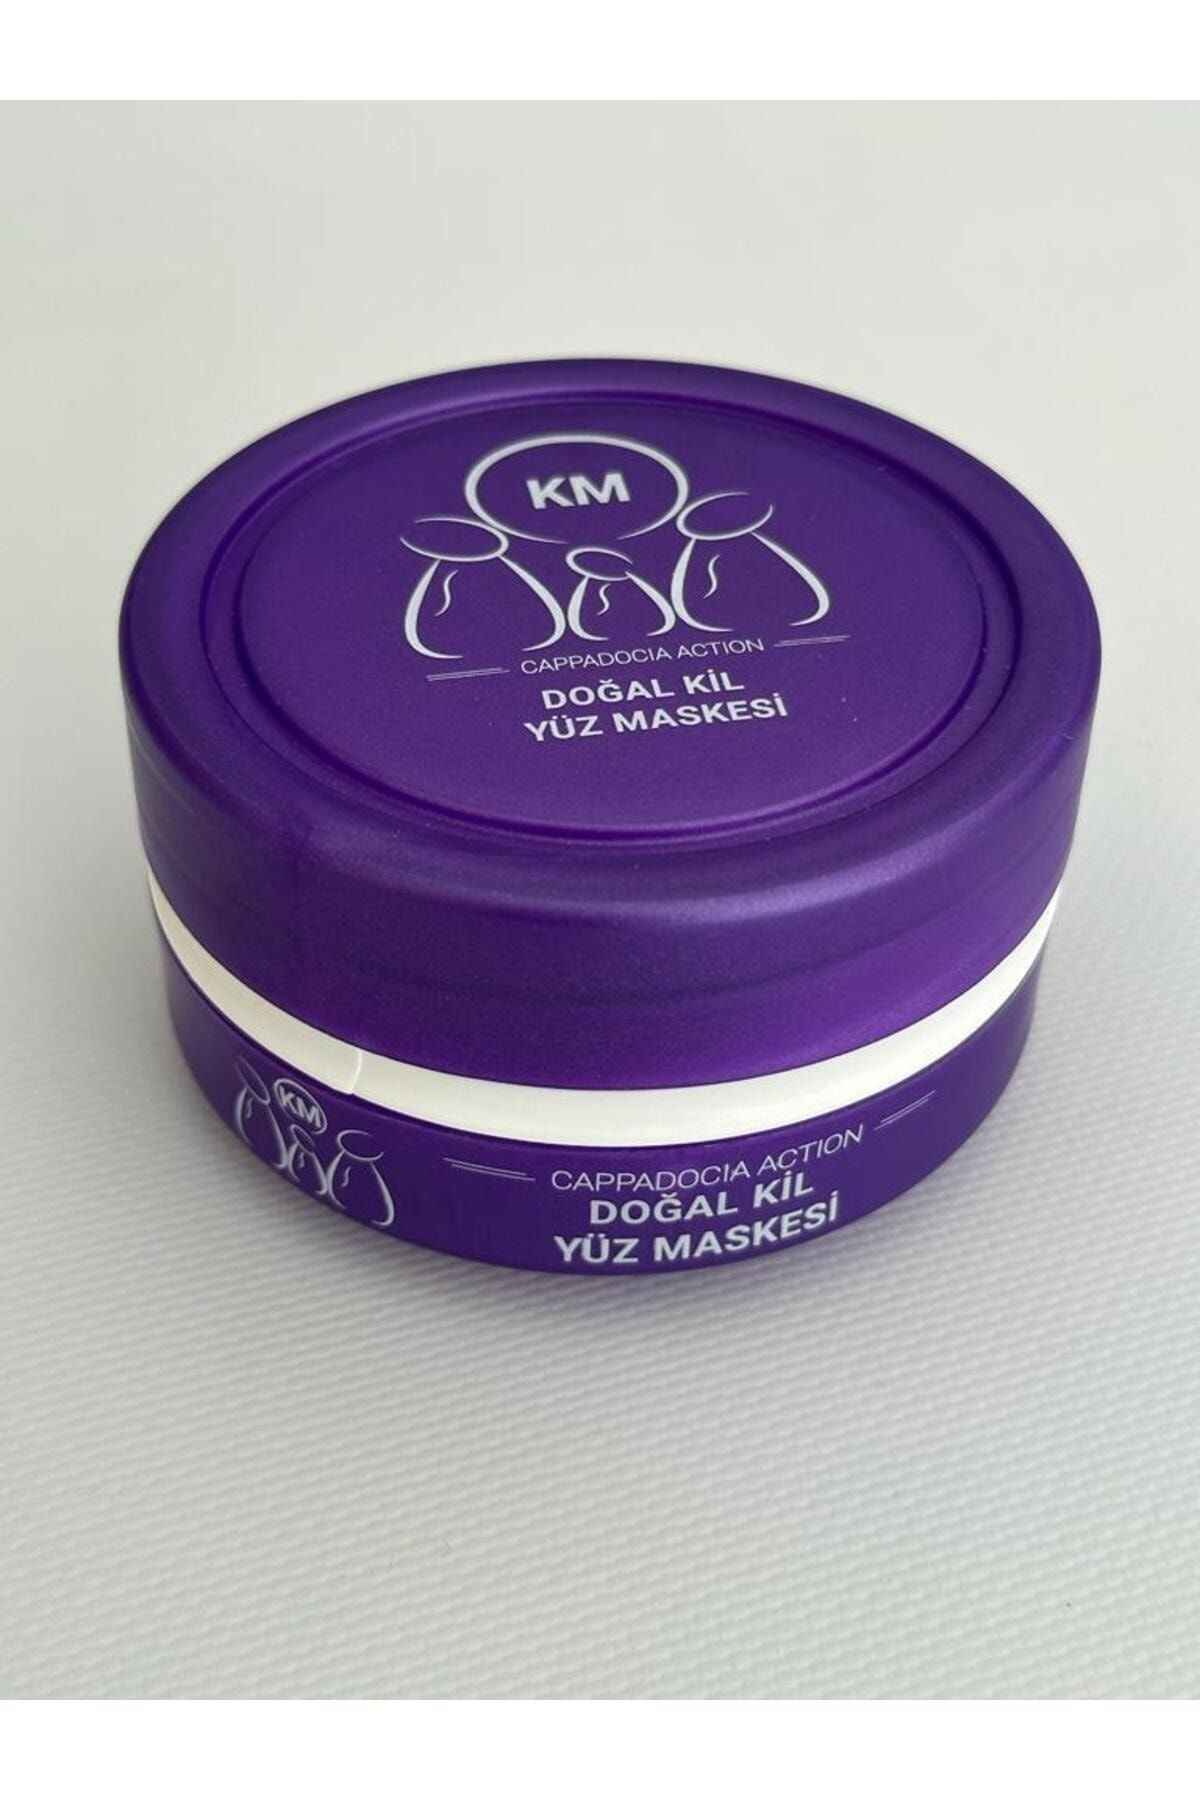 KM
CAPPADOCIA ACTION
DOĞAL KİL
YÜZ MASKESİ
KM
CAPPADOCIA ACTION
DOĞAL KİL
YÜZ MASKESİ